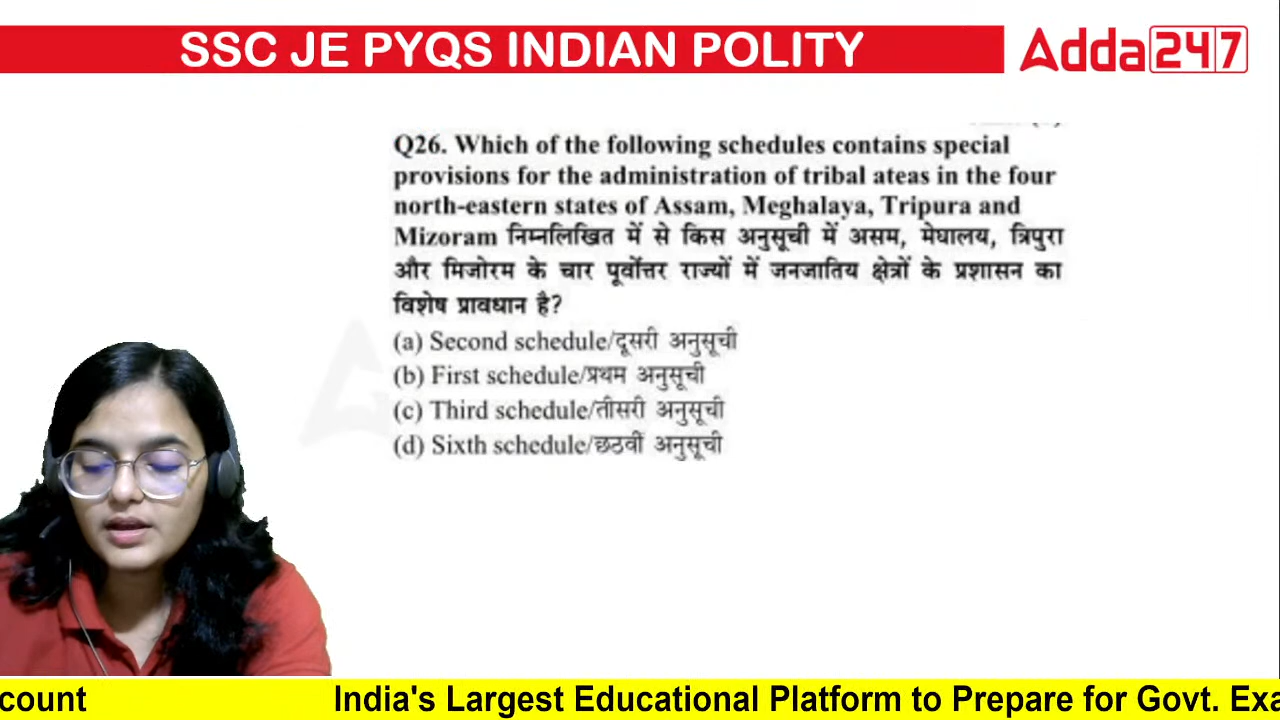 SSC JE PYQS INDIAN POLITY
Adda247
Q26. Which of the following schedules contains special
provisions for the administration of tribal ateas in the four
north-eastern states of Assam, Meghalaya, Tripura and
Mizoram निम्नलिखित में से किस अनुसूची में असम, मेघालय, त्रिपुरा
और मिजोरम के चार पूर्वोत्तर राज्यों में जनजातिय क्षेत्रों के प्रशासन का
विशेष प्रावधान है?
(a) Second schedule/दूसरी अनुसूची
(b) First schedule/प्रथम अनुसूची
(c) Third schedule/तीसरी अनुसूची
(d) Sixth schedule/छठवीं अनुसूची
count India's Largest Educational Platform to Prepare for Govt. Exa